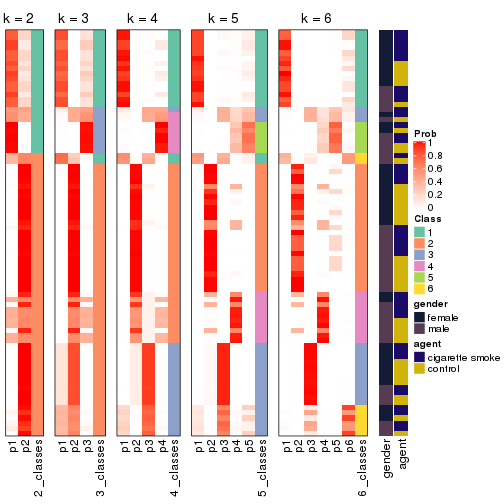 k = 2
k = 3
k = 4
k = 5
k = 6
Prob
1
0.8
0.6
0.4
0.2
0
Class
1
2
3
4
5
6
gender
female
male
agent
cigarette smoke
control
p1
p2
2_classes
p1
p2
p3
3_classes
p1
p2
p3
p4
4_classes
p1
p2
p3
p4
p5
5_classes
p1
p2
p3
p4
p5
p6
6_classes
gender
agent